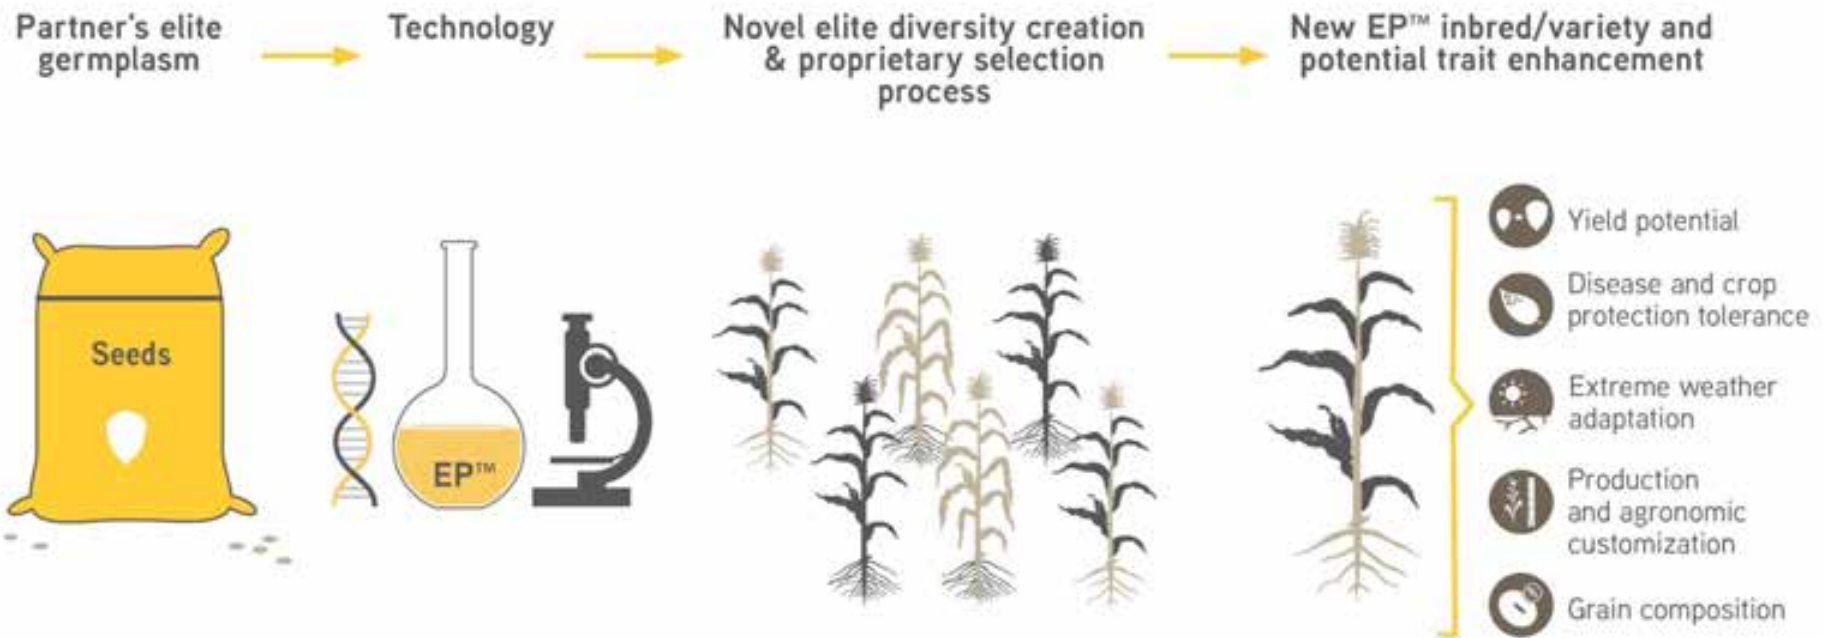 Partner's elite
germplasm
Technology
Novel elite diversity creation
& proprietary selection
process
New EP™ inbred/variety and
potential trait enhancement
Seeds
EP™
Yield potential
Disease and crop
protection tolerance
Extreme weather
adaptation
Production
and agronomic
customization
Grain composition